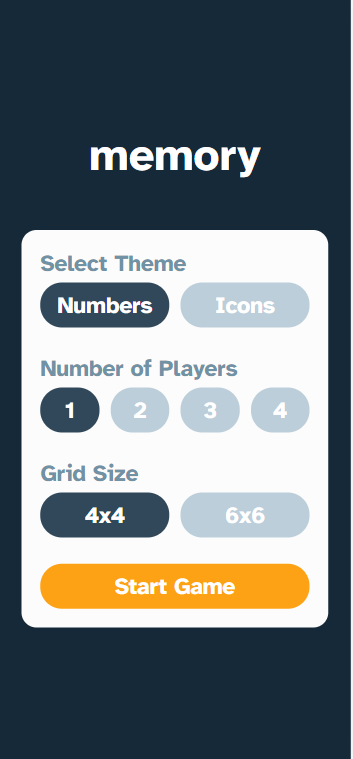 memory
Select Theme
Numbers Icons
Number of Players
1 2 3 4
Grid Size
4x4 6x6
Start Game